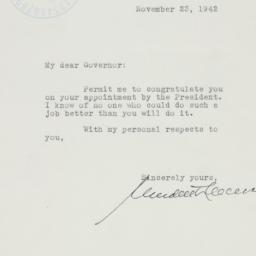 November 23, 1942
My dear Governor:
Permit me to congratulate you
on your appointment by the President.
I know of no one who could do such a
job better than you will do it.
With my personal respects to
you,
Sincerely yours,